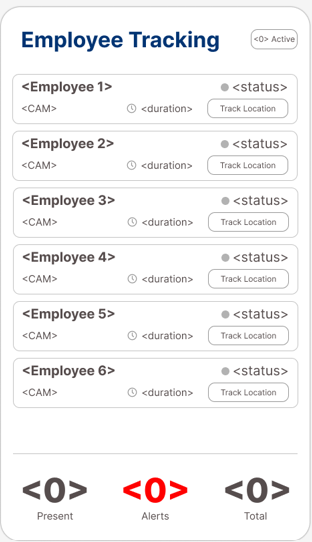 Employee Tracking
<0> Active
<Employee 1>
<status>
<CAM>
<duration>
Track Location
<Employee 2>
<status>
<CAM>
<duration>
Track Location
<Employee 3>
<status>
<CAM>
<duration>
Track Location
<Employee 4>
<status>
<CAM>
<duration>
Track Location
<Employee 5>
<status>
<CAM>
<duration>
Track Location
<Employee 6>
<status>
<CAM>
<duration>
Track Location
<0>
<0>
<0>
Present
Alerts
Total